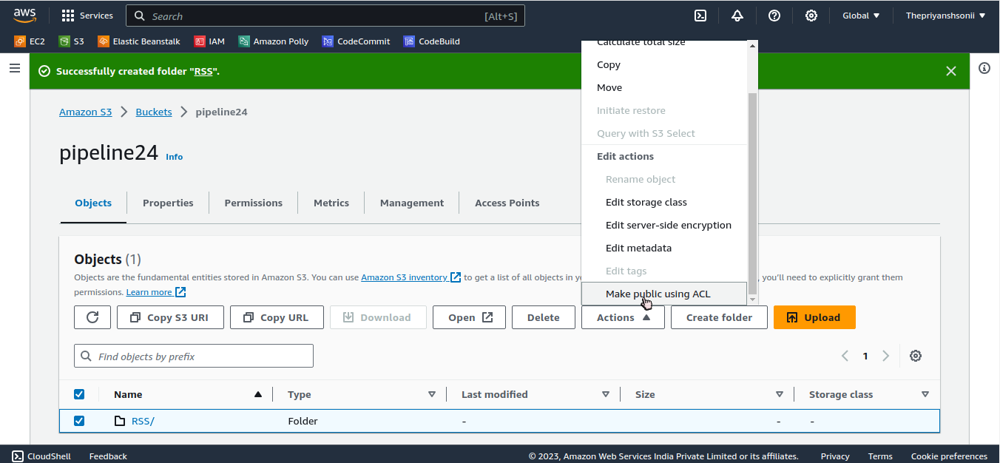 aws Services Search [Alt+S] Global Thepriyanshsonii
EC2 S3 Elastic Beanstalk IAM Amazon Polly CodeCommit CodeBuild
Successfully created folder "RSS".
Amazon S3 Buckets pipeline24
pipeline24 Info
Objects Properties Permissions Metrics Management Access Points
Calculate total size
Copy
Move
Initiate restore
Query with S3 Select
Edit actions
Rename object
Edit storage class
Edit server-side encryption
Edit metadata
Edit tags
Make public using ACL
Objects (1)
Objects are the fundamental entities stored in Amazon S3. You can use Amazon S3 inventory to get a list of all objects in , you'll need to explicitly grant them
permissions. Learn more
Copy S3 URI Copy URL Download Open Delete Actions Create folder Upload
Find objects by prefix 1
Name Type Last modified Size Storage class
RSS/ Folder - - -
CloudShell Feedback © 2023, Amazon Web Services India Private Limited or its affiliates. Privacy Terms Cookie preferences